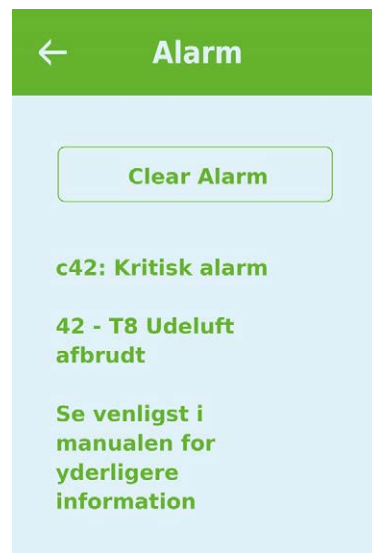 Alarm
Clear Alarm
c42: Kritisk alarm
42 - T8 Udeluft
afbrudt
Se venligst i
manualen for
yderligere
information